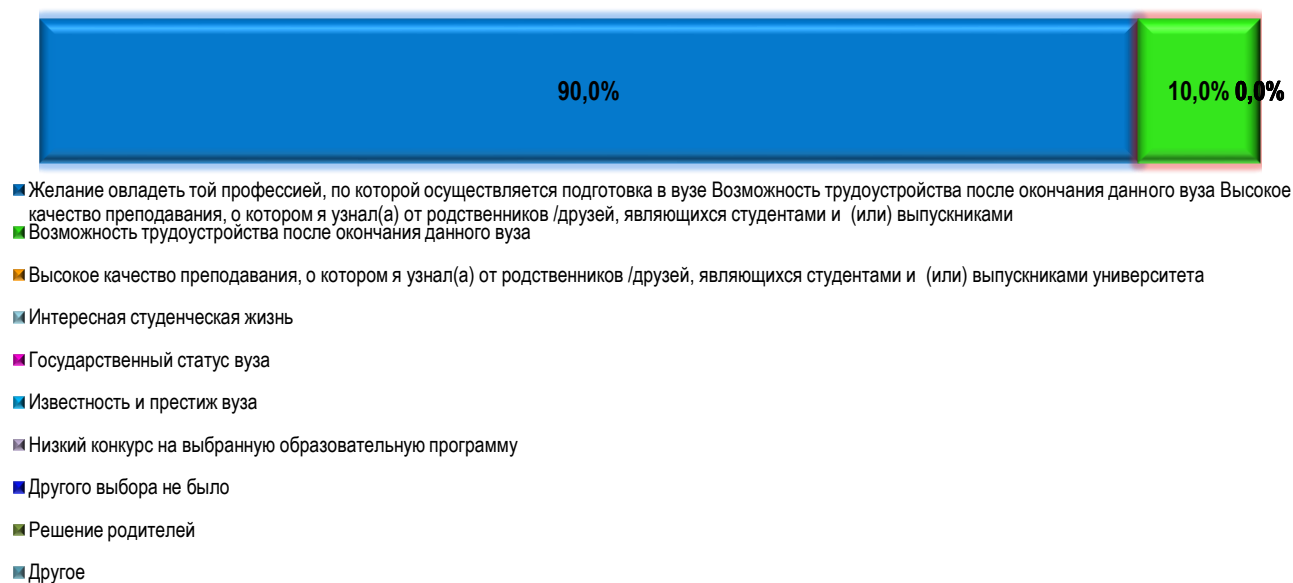 90,0%
10,0% 0,0%
Желание овладеть той профессией, по которой осуществляется подготовка в вузе Возможность трудоустройства после окончания данного вуза Высокое
качество преподавания, о котором я узнал(а) от родственников /друзей, являющихся студентами и (или) выпускниками
Возможность трудоустройства после окончания данного вуза
Высокое качество преподавания, о котором я узнал(а) от родственников /друзей, являющихся студентами и (или) выпускниками университета
Интересная студенческая жизнь
Государственный статус вуза
Известность и престиж вуза
Низкий конкурс на выбранную образовательную программу
Другого выбора не было
Решение родителей
Другое